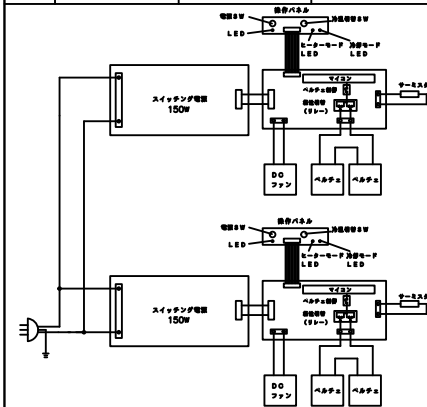 操作パネル
電源SW
冷温切替SW
LED
ヒーターモード
LED
冷却モード
LED
マイコン
スイッチング電源
150W
ペルチェ制御
極性切替
(リレー)
サーミスタ
DC
ファン
ペルチェ
ペルチェ
操作パネル
電源SW
冷温切替SW
LED
ヒーターモード
LED
冷却モード
LED
マイコン
スイッチング電源
150W
ペルチェ制御
極性切替
(リレー)
サーミスタ
DC
ファン
ペルチェ
ペルチェ